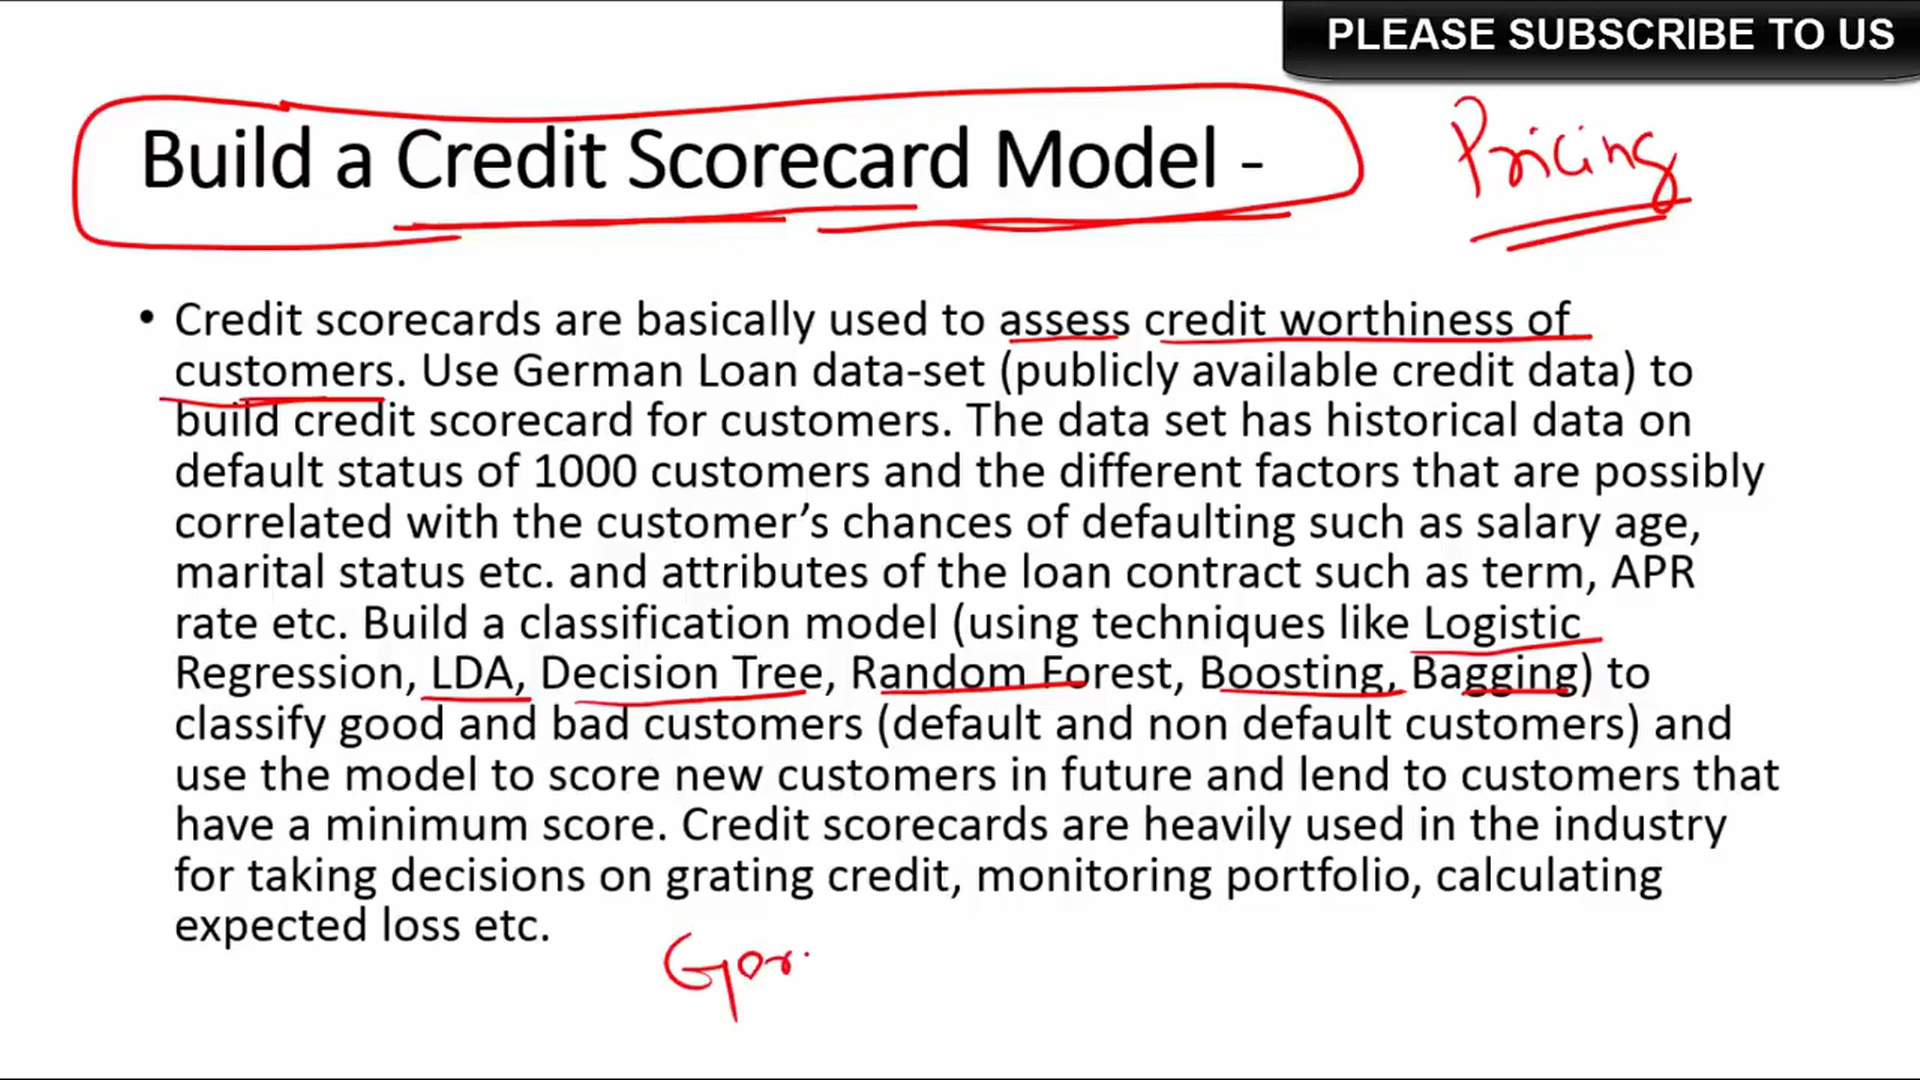 PLEASE SUBSCRIBE TO US
Build a Credit Scorecard Model -
Pricing
• Credit scorecards are basically used to assess credit worthiness of
customers. Use German Loan data-set (publicly available credit data) to
build credit scorecard for customers. The data set has historical data on
default status of 1000 customers and the different factors that are possibly
correlated with the customer’s chances of defaulting such as salary age,
marital status etc. and attributes of the loan contract such as term, APR
rate etc. Build a classification model (using techniques like Logistic
Regression, LDA, Decision Tree, Random Forest, Boosting, Bagging) to
classify good and bad customers (default and non default customers) and
use the model to score new customers in future and lend to customers that
have a minimum score. Credit scorecards are heavily used in the industry
for taking decisions on grating credit, monitoring portfolio, calculating
expected loss etc.